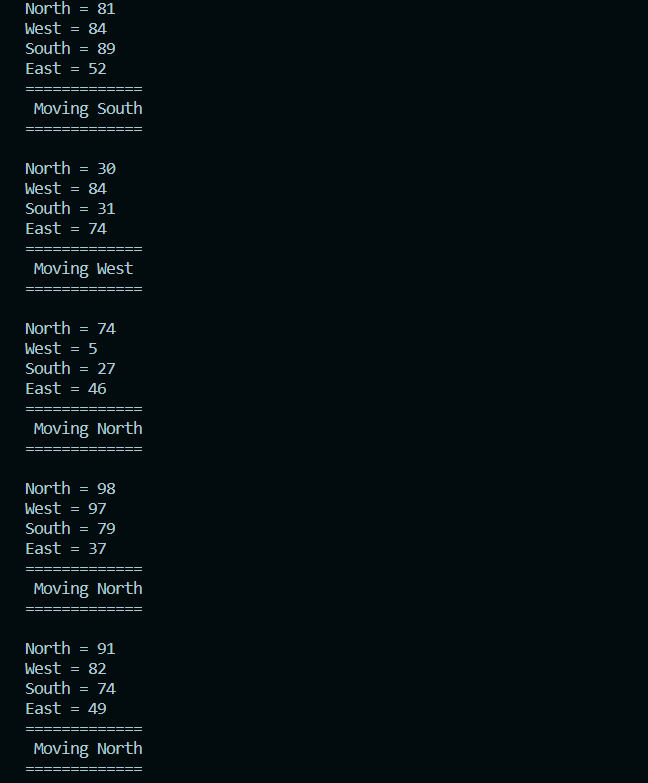 North = 81
West = 84
South = 89
East = 52
=============
 Moving South
=============

North = 30
West = 84
South = 31
East = 74
=============
 Moving West
=============

North = 74
West = 5
South = 27
East = 46
=============
 Moving North
=============

North = 98
West = 97
South = 79
East = 37
=============
 Moving North
=============

North = 91
West = 82
South = 74
East = 49
=============
 Moving North
=============